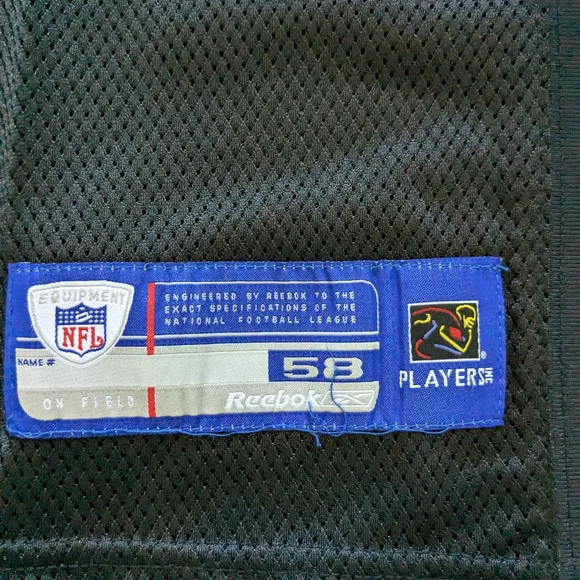 EQUIPMENT
NFL
ENGINEERED BY REEBOK TO THE
EXACT SPECIFICATIONS OF THE
NATIONAL FOOTBALL LEAGUE
NAME #
58
ON FIELD
Reebok
®
PLAYERS INC